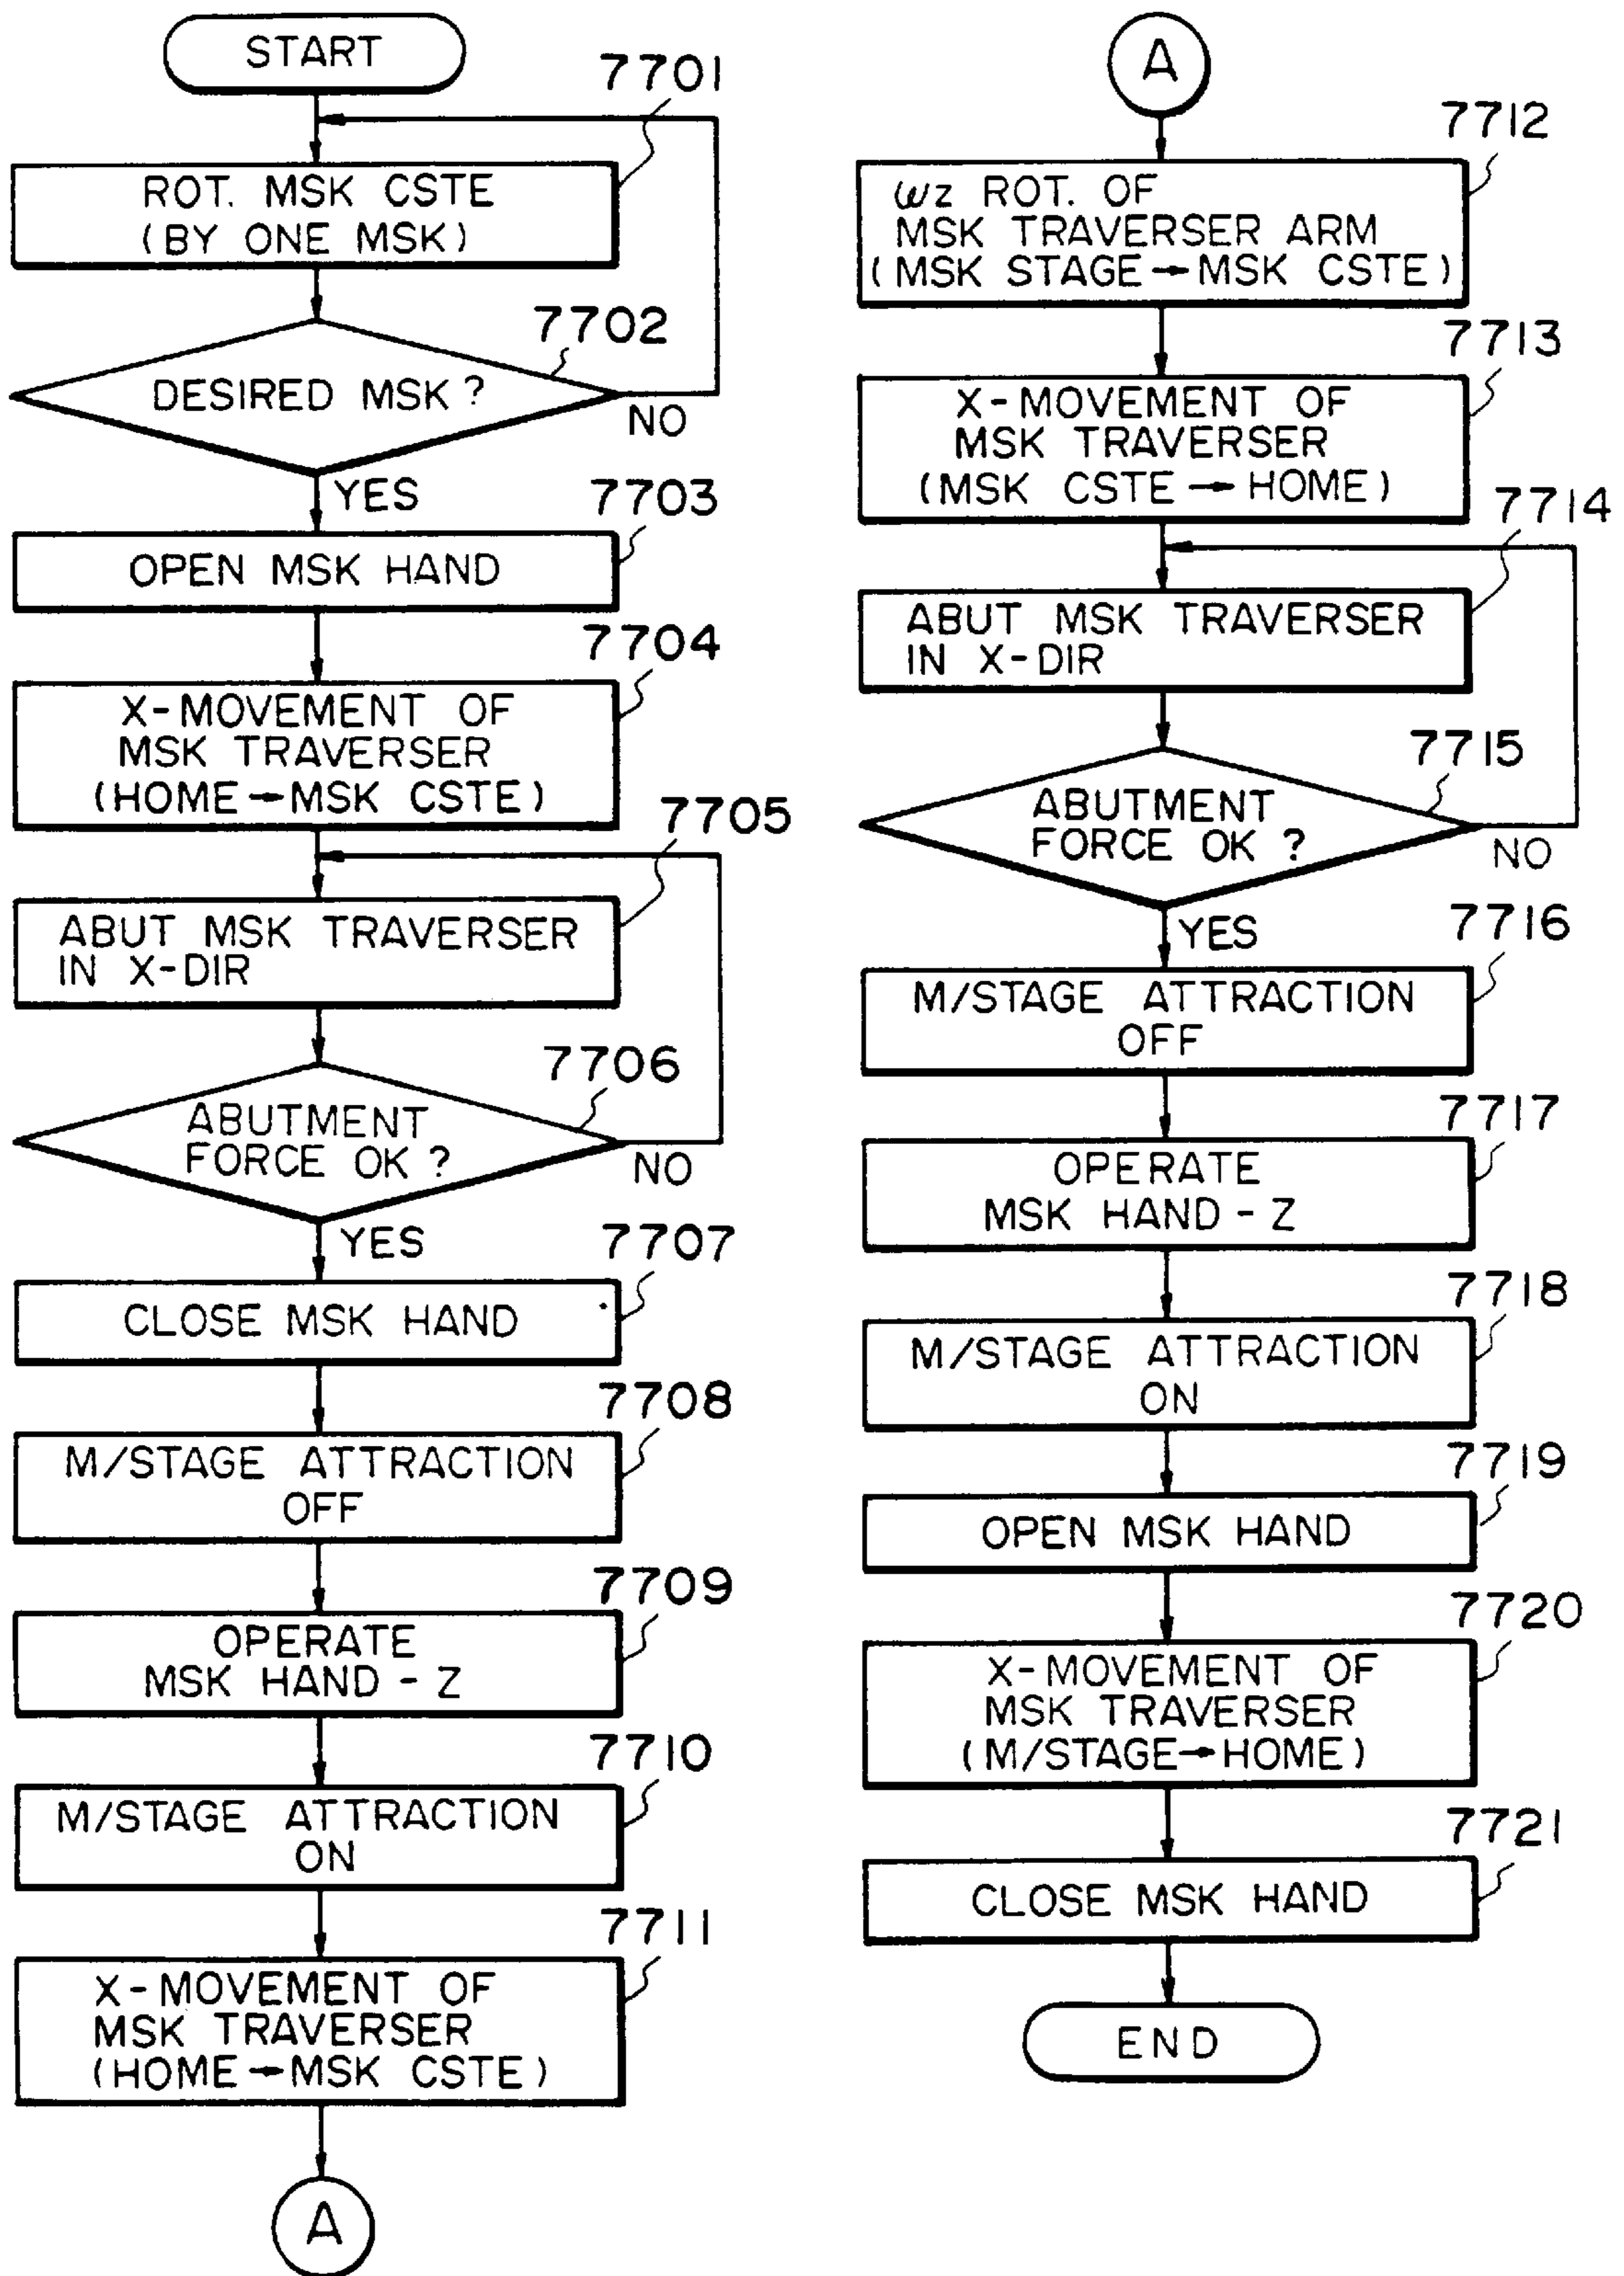 START
7701
ROT. MSK CSTE
(BY ONE MSK)
7702
DESIRED MSK?
NO
YES
7703
OPEN MSK HAND
7704
X-MOVEMENT OF
MSK TRAVERSER
(HOME→MSK CSTE)
7705
ABUT MSK TRAVERSER
IN X-DIR
7706
ABUTMENT
FORCE OK?
NO
YES
7707
CLOSE MSK HAND
7708
M/STAGE ATTRACTION
OFF
7709
OPERATE
MSK HAND-Z
7710
M/STAGE ATTRACTION
ON
7711
X-MOVEMENT OF
MSK TRAVERSER
(HOME→MSK CSTE)
A
A
7712
ωz ROT. OF
MSK TRAVERSER ARM
(MSK STAGE→MSK CSTE)
7713
X-MOVEMENT OF
MSK TRAVERSER
(MSK CSTE→HOME)
7714
ABUT MSK TRAVERSER
IN X-DIR
7715
ABUTMENT
FORCE OK?
NO
YES
7716
M/STAGE ATTRACTION
OFF
7717
OPERATE
MSK HAND-Z
7718
M/STAGE ATTRACTION
ON
7719
OPEN MSK HAND
7720
X-MOVEMENT OF
MSK TRAVERSER
(M/STAGE→HOME)
7721
CLOSE MSK HAND
END